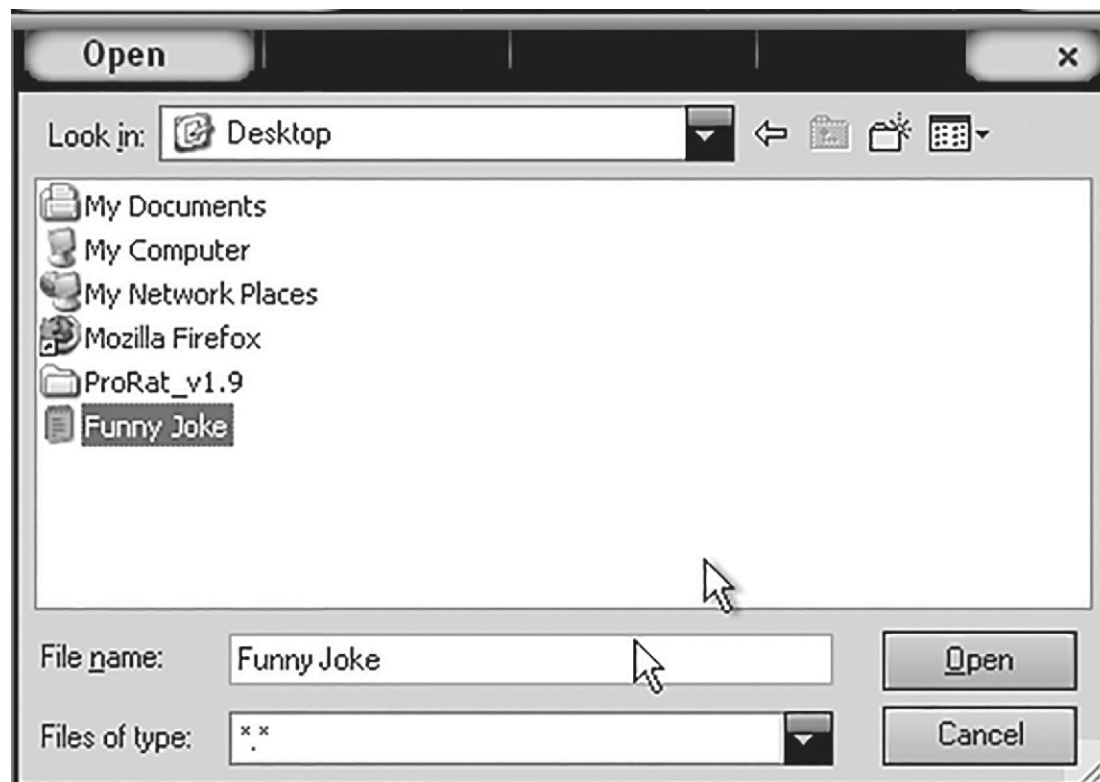 Open x
Look in: Desktop
My Documents
My Computer
My Network Places
Mozilla Firefox
ProRat_v1.9
Funny Joke
File name: Funny Joke Open
Files of type: *.* Cancel